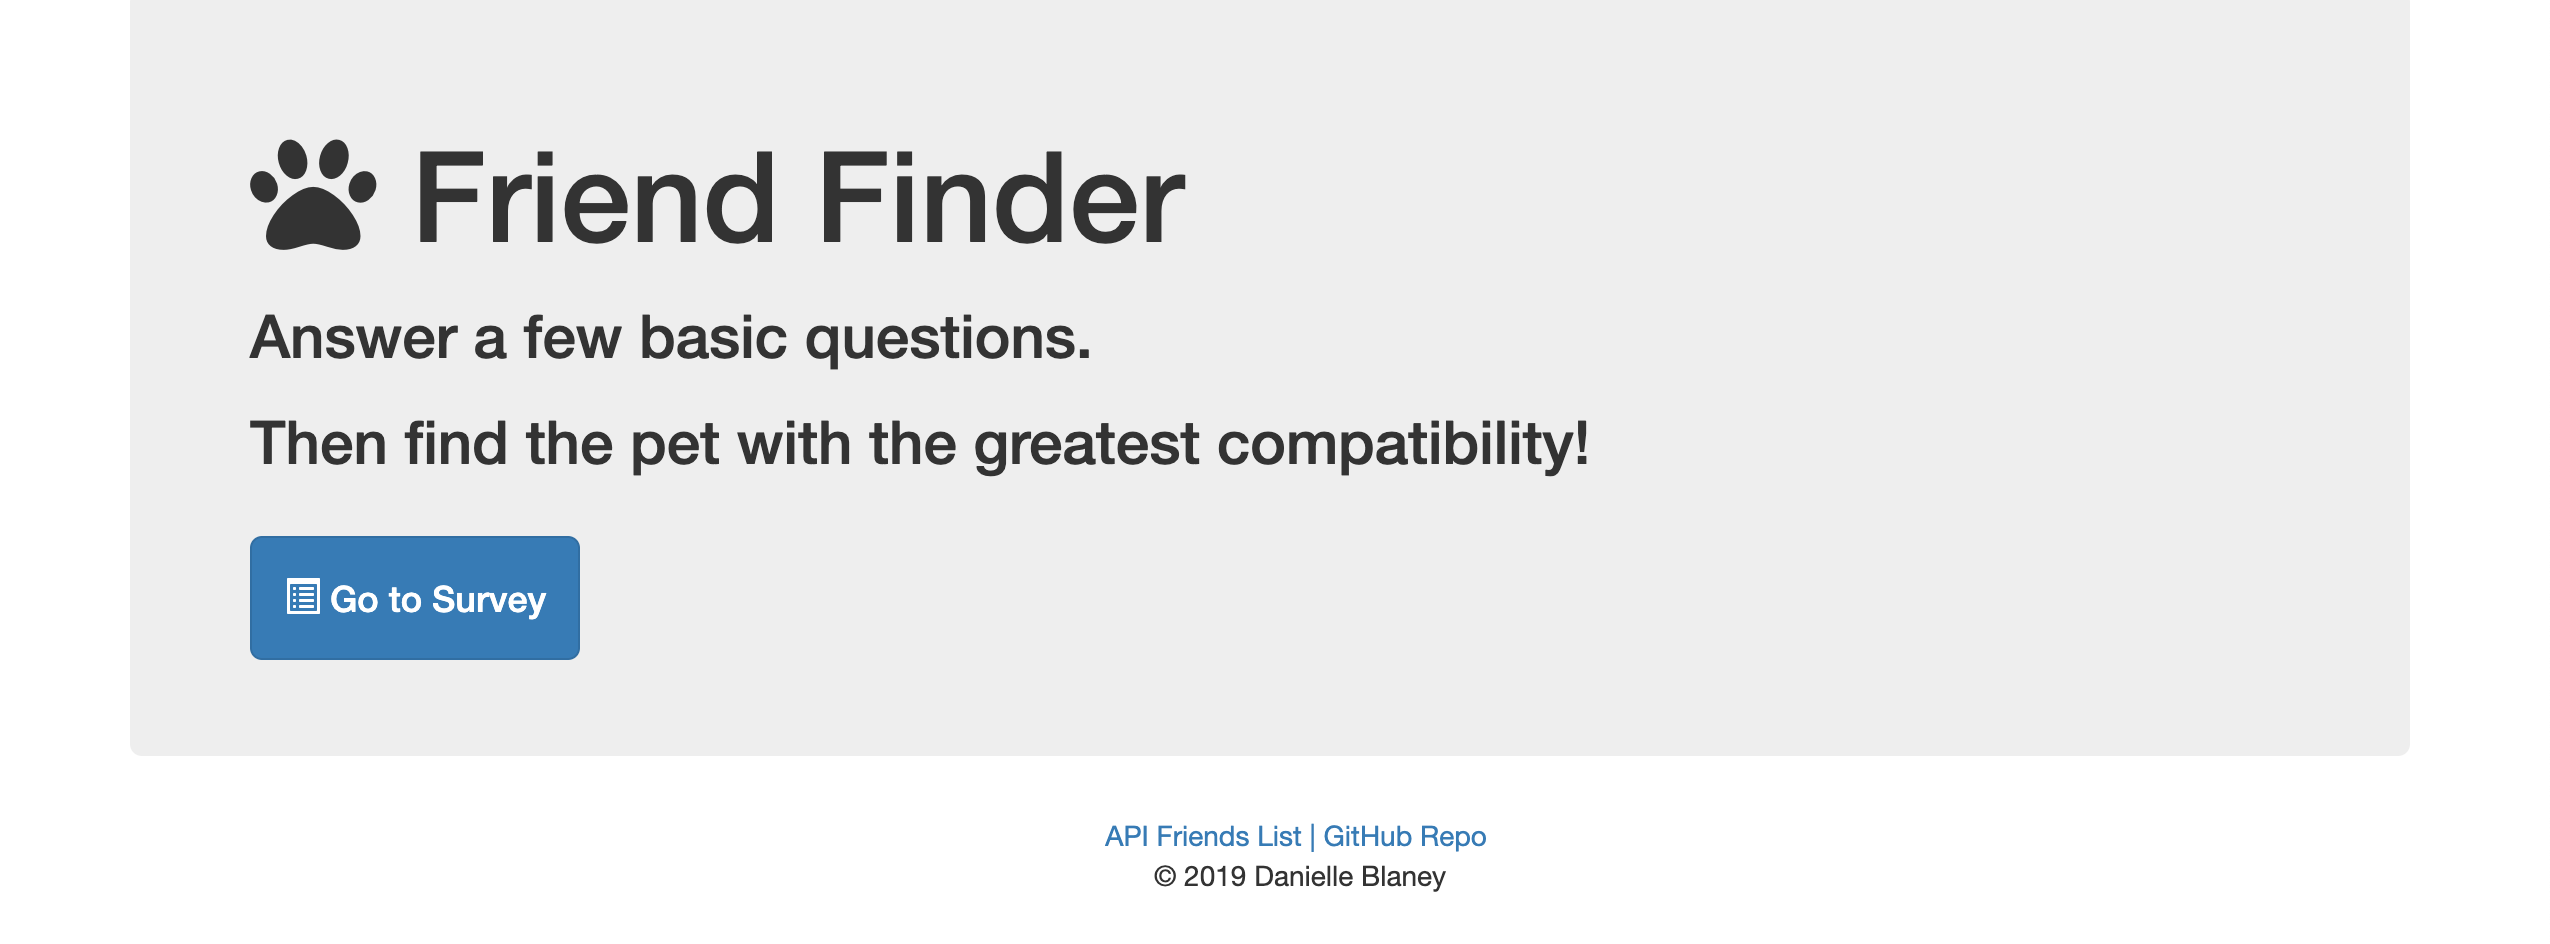 Friend Finder
Answer a few basic questions.
Then find the pet with the greatest compatibility!
Go to Survey
API Friends List | GitHub Repo
© 2019 Danielle Blaney